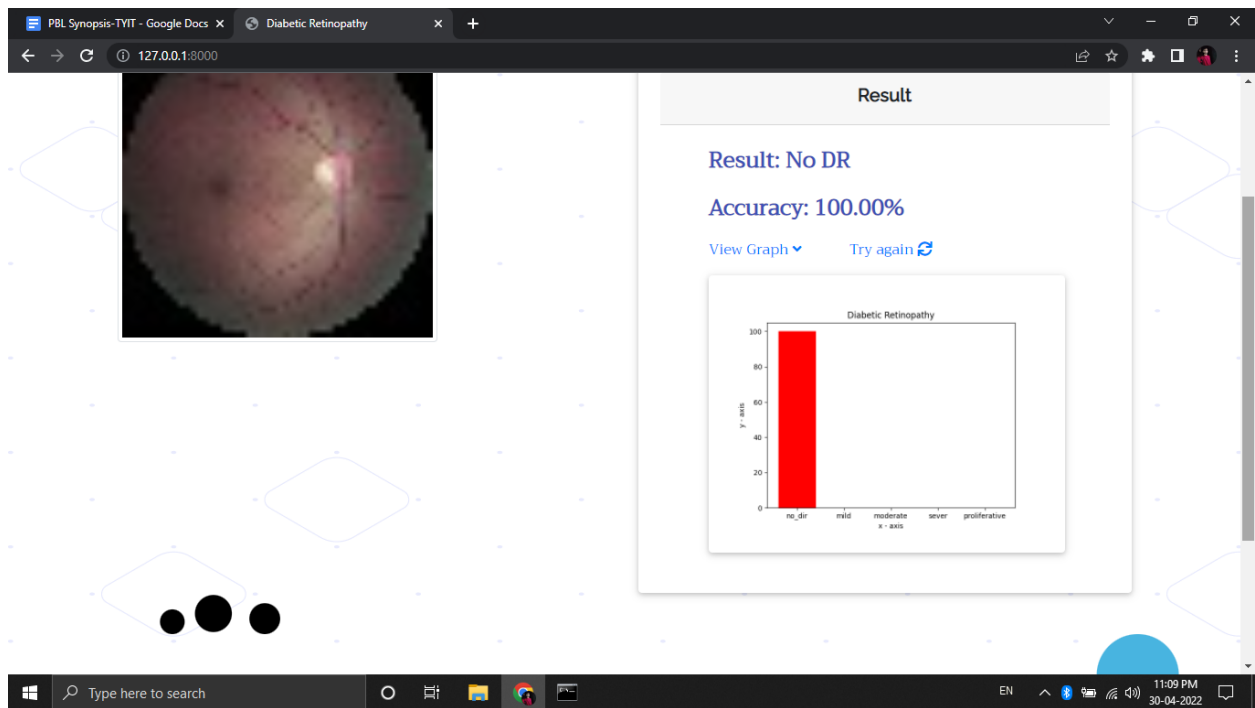 PBL Synopsis-TYIT - Google Docs
Diabetic Retinopathy
127.0.0.1:8000
Result
Result: No DR
Accuracy: 100.00%
View Graph
Try again
Diabetic Retinopathy
100
80
60
40
20
0
y - axis
no_dir mild moderate sever proliferative
x - axis
Type here to search
EN
11:09 PM
30-04-2022